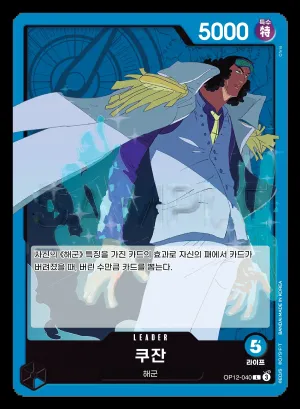 5000
특수
特
자신의 《해군》 특징을 가진 카드의 효과로 자신의 패에서 카드가
버려졌을 때, 버린 수만큼 카드를 뽑는다.
LEADER
쿠잔
5
라이프
해군
OP12-040 L
3